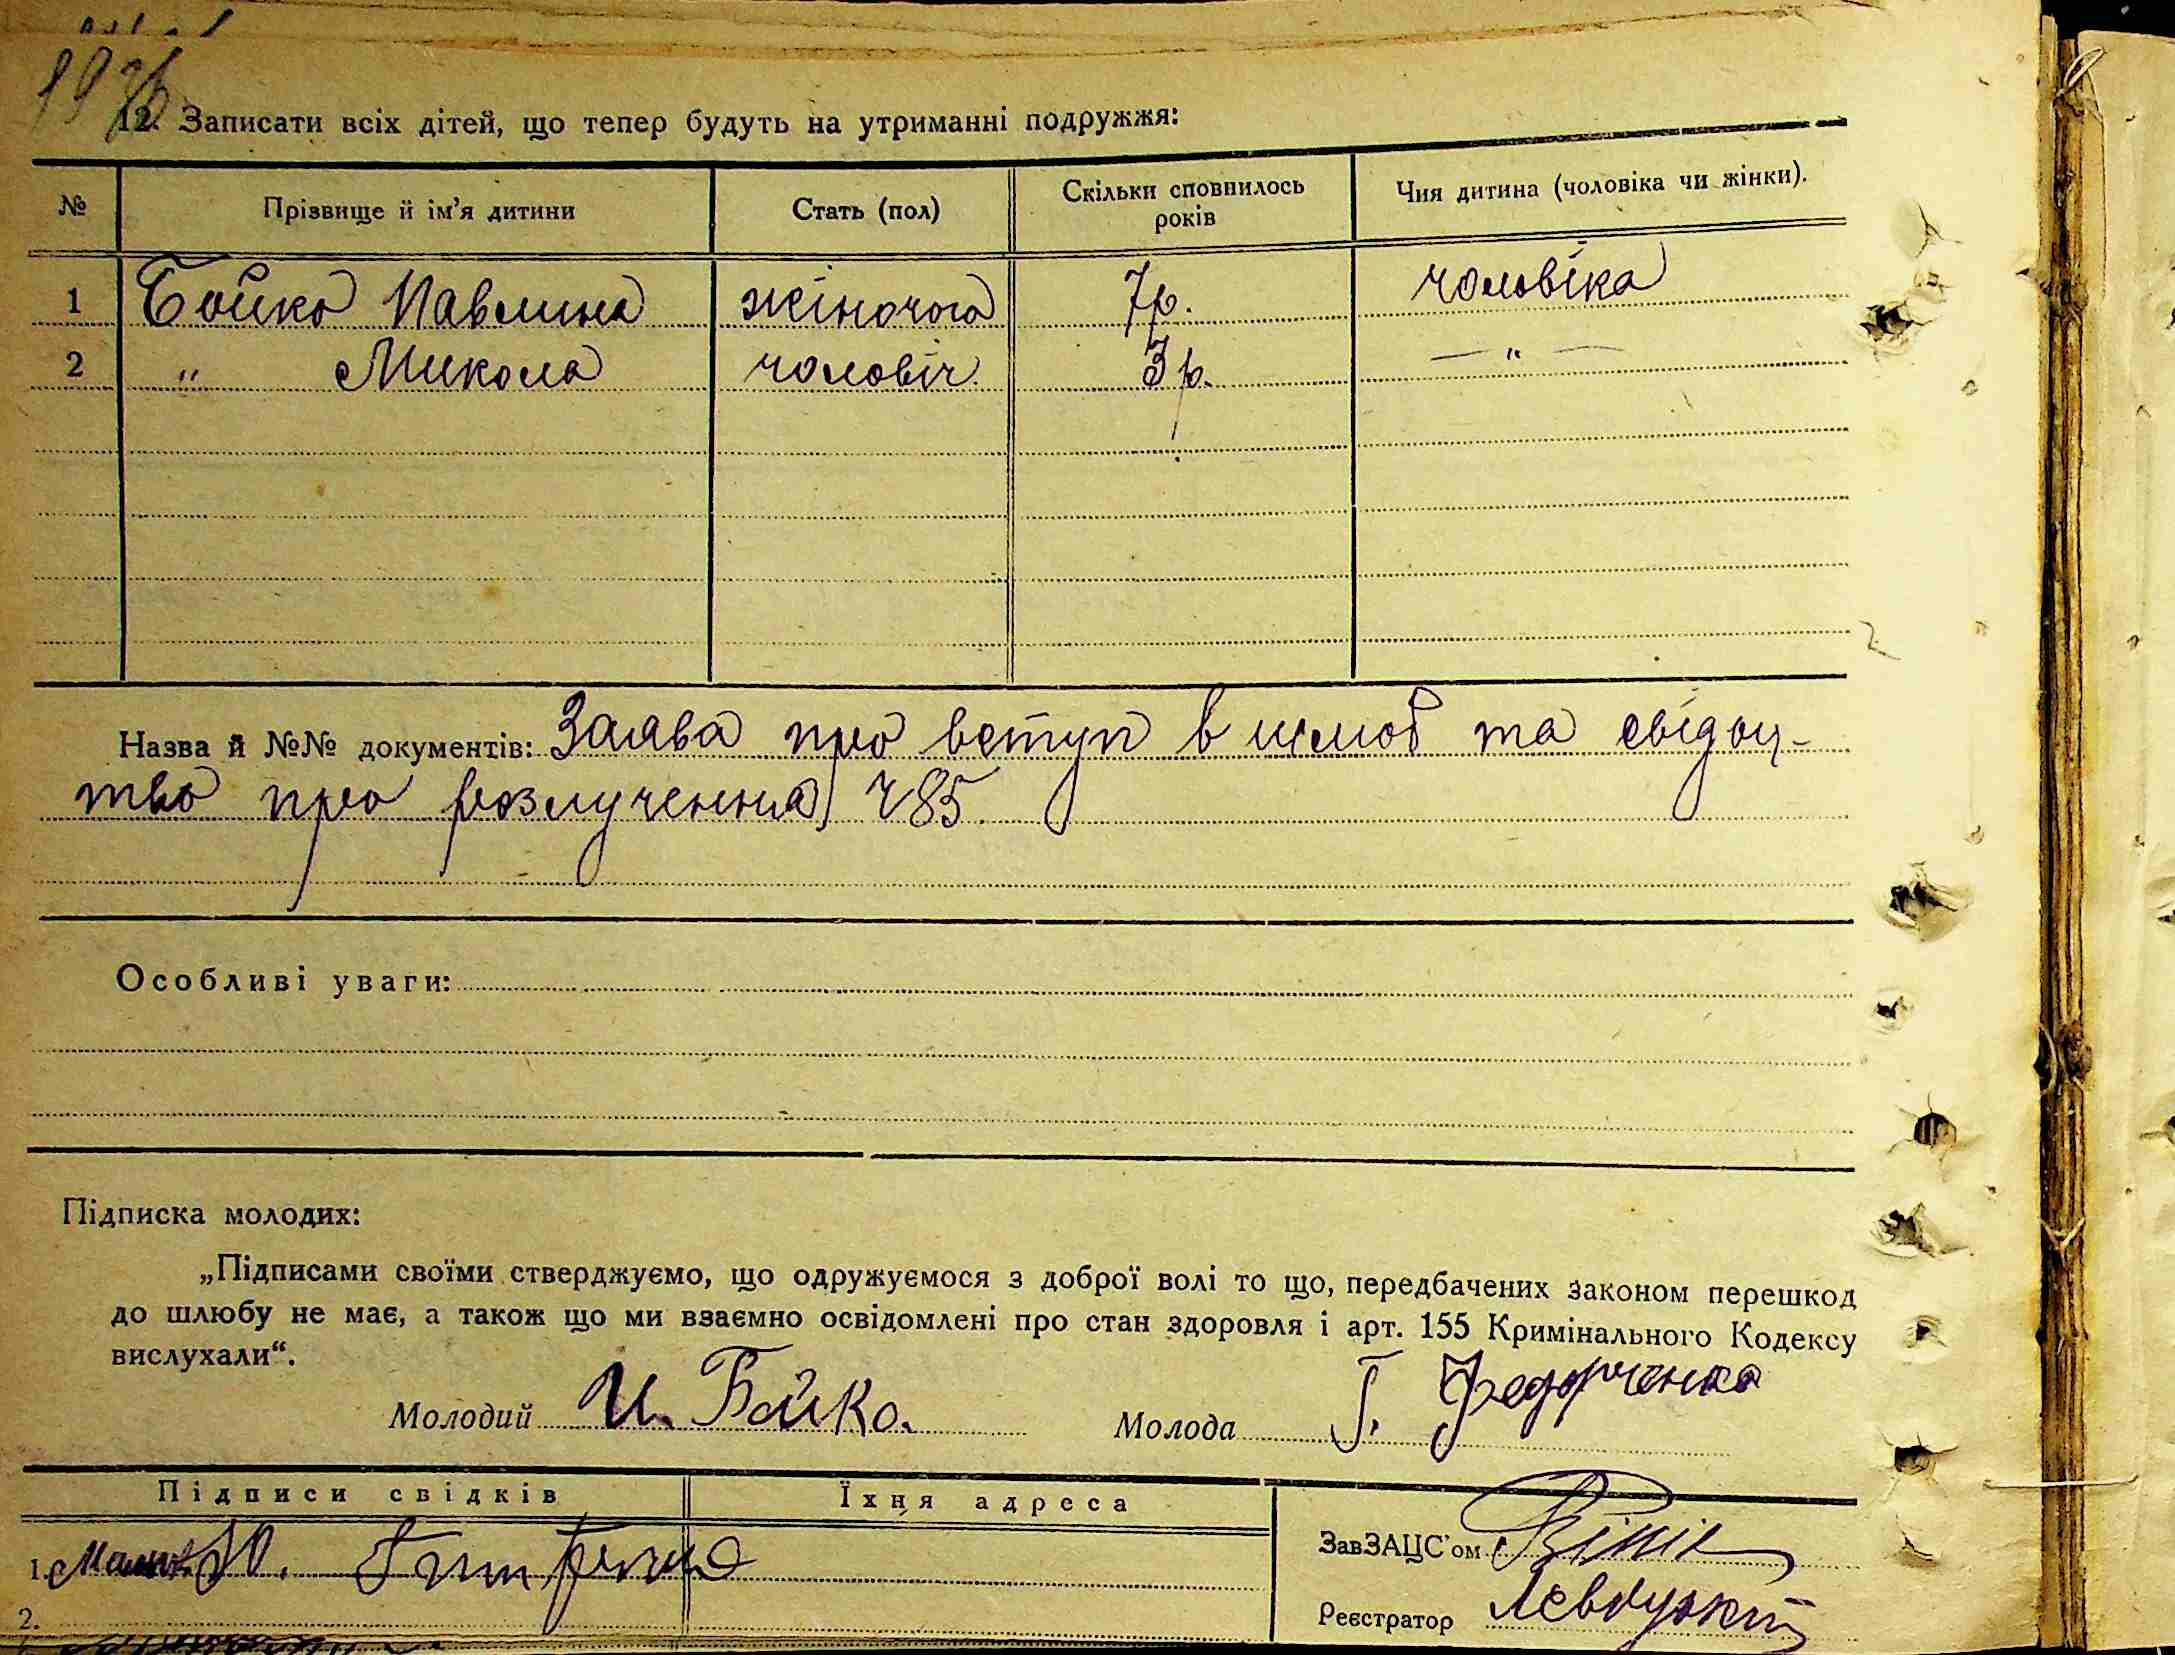 12. Записати всіх дітей, що тепер будуть на утриманні подружжя:
№ Прізвище й ім'я дитини Стать (пол) Скільки сповнилось років Чия дитина (чоловіка чи жінки).
1 Бойко Павлина жіночого 7р. чоловіка
2 " Микола чоловіч. 3р. — " —
Назва й №№ документів: Заява про вступ в шлюб та свідоц-
тво про розлучення ч85.
Особливі уваги:
Підписка молодих:
„Підписами своїми стверджуємо, що одружуємося з доброї волі то що, передбачених законом перешкод
до шлюбу не має, а також що ми взаємно освідомлені про стан здоровля і арт. 155 Кримінального Кодексу
вислухали“.
Молодий И. Бойко. Молода Г. Федорченко
Підписи свідків Їхня адреса
ЗавЗАЦС'ом
1.
Реєстратор
2.